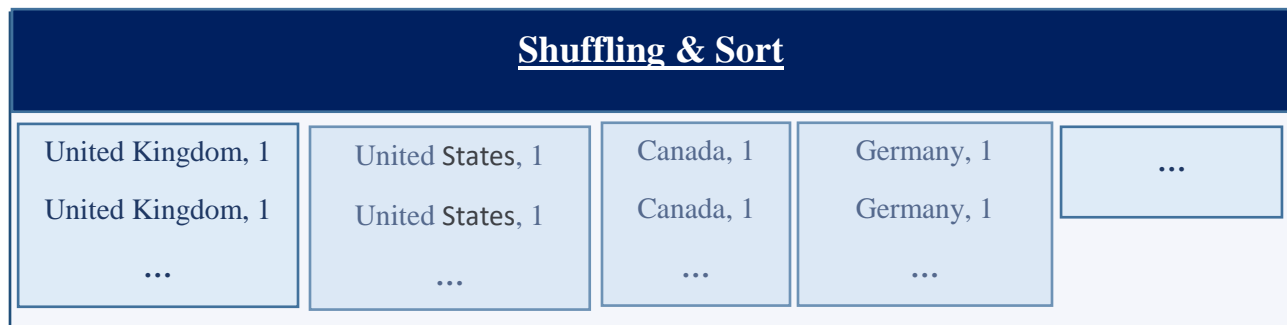 Shuffling & Sort
United Kingdom, 1
United Kingdom, 1
...
United States, 1
United States, 1
...
Canada, 1
Canada, 1
...
Germany, 1
Germany, 1
...
...